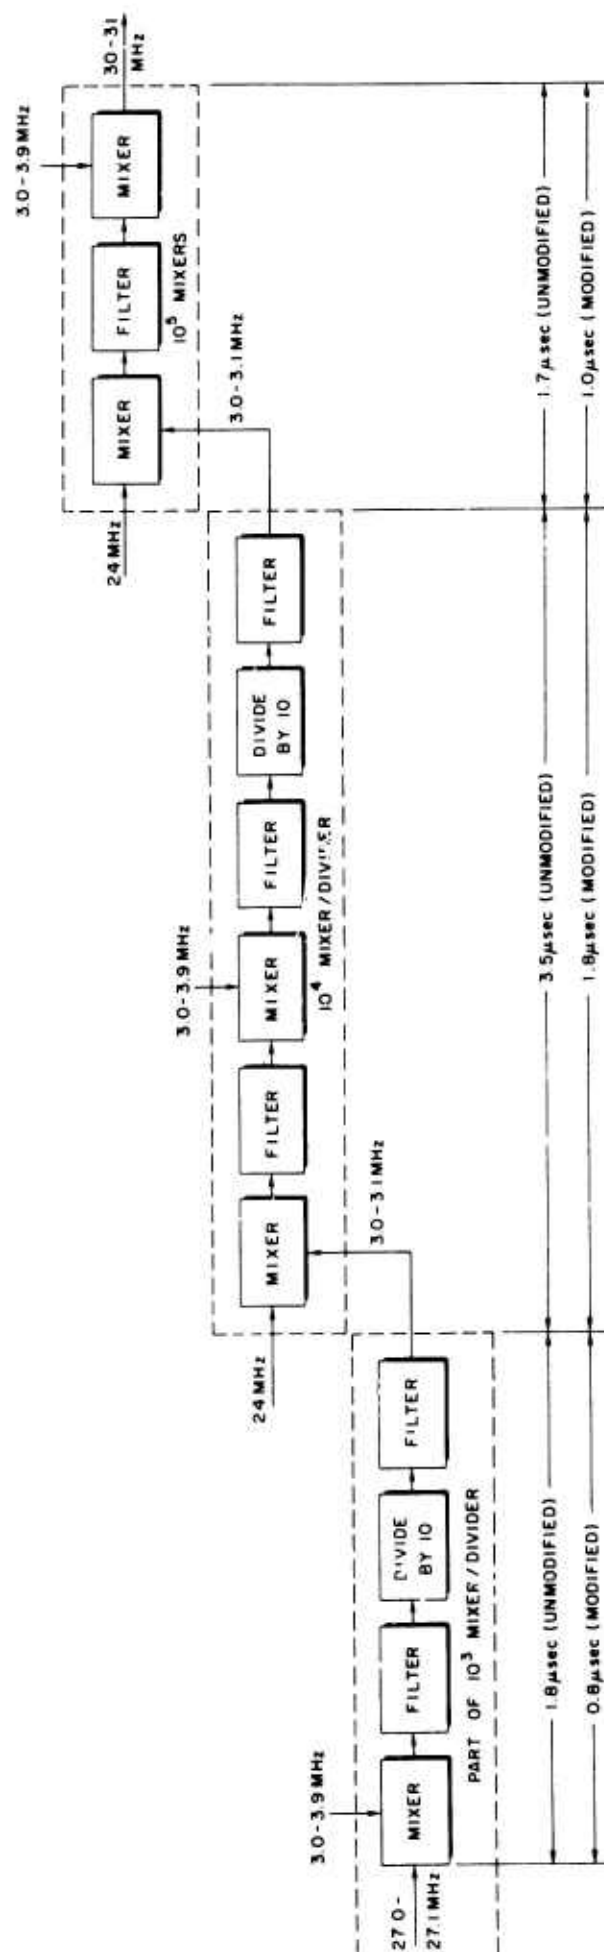 27.0-
27.1 MHz
3.0-3.9 MHz
MIXER
FILTER
DIVIDE
BY 10
FILTER
PART OF 10³ MIXER/DIVIDER
3.0-3.1 MHz
24 MHz
3.0-3.9 MHz
MIXER
FILTER
MIXER
FILTER
DIVIDE
BY 10
FILTER
10⁴ MIXER/DIVIDER
3.0-3.1 MHz
24 MHz
3.0-3.9 MHz
MIXER
FILTER
MIXER
10⁵ MIXERS
30-31
MHz
1.8 μsec (UNMODIFIED)
3.5 μsec (UNMODIFIED)
1.7 μsec (UNMODIFIED)
0.8 μsec (MODIFIED)
1.8 μsec (MODIFIED)
1.0 μsec (MODIFIED)